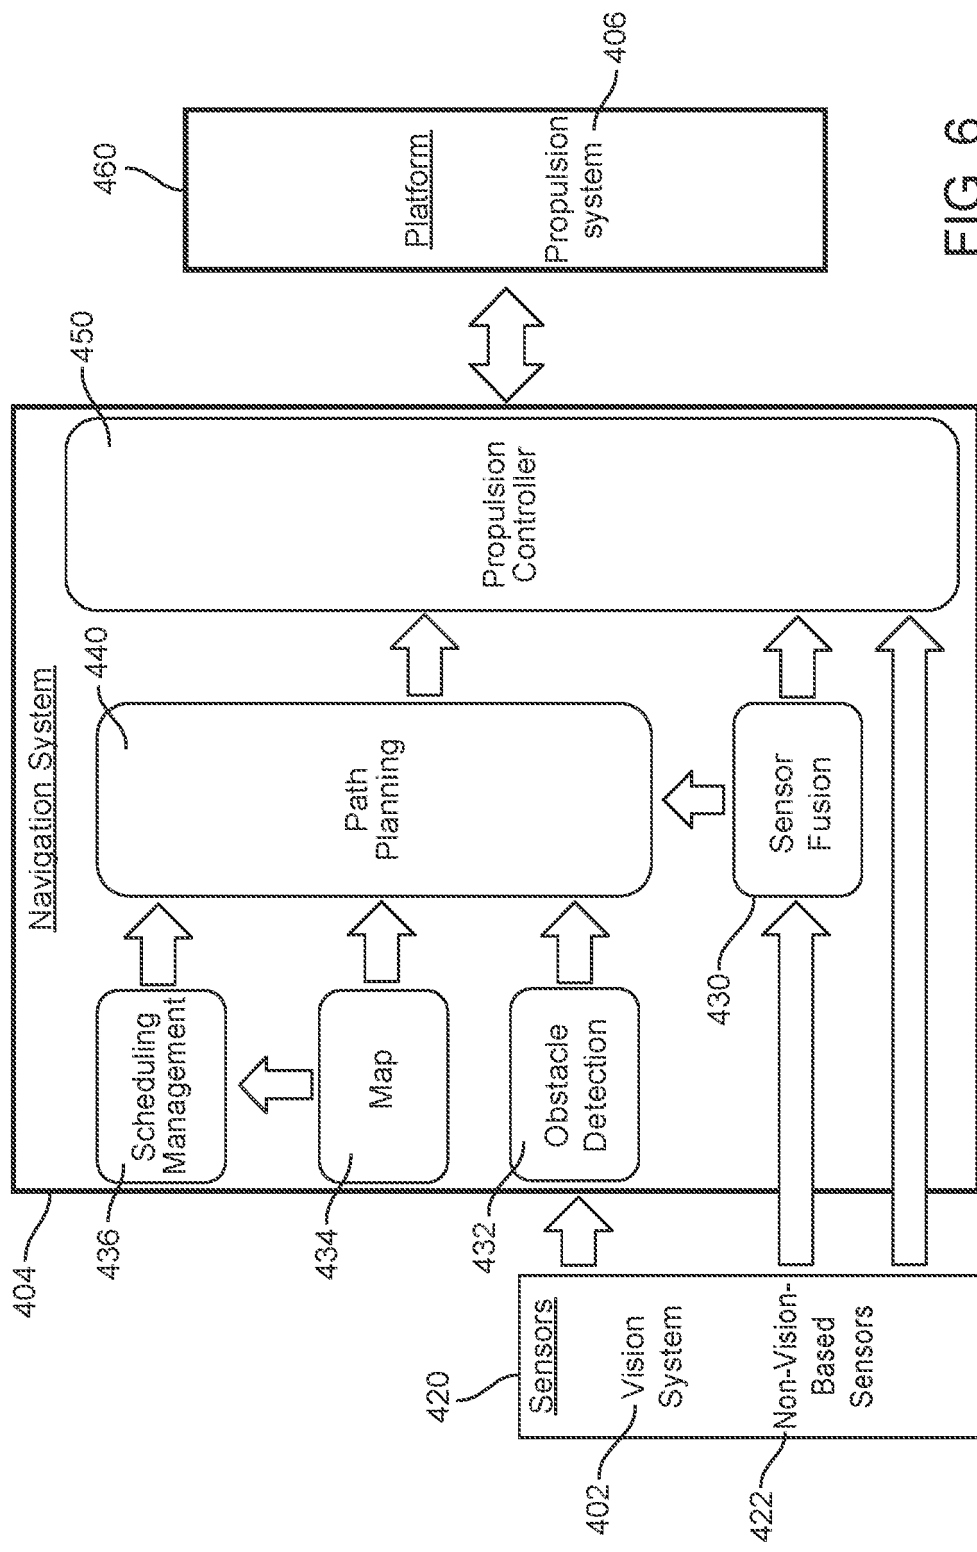 404
Navigation System
436
Scheduling
Management
434
Map
432
Obstacle
Detection
440
Path
Planning
430
Sensor
Fusion
450
Propulsion
Controller
420
Sensors
402
Vision
System
422
Non-Vision-
Based
Sensors
460
Platform
Propulsion
system
406
FIG. 6